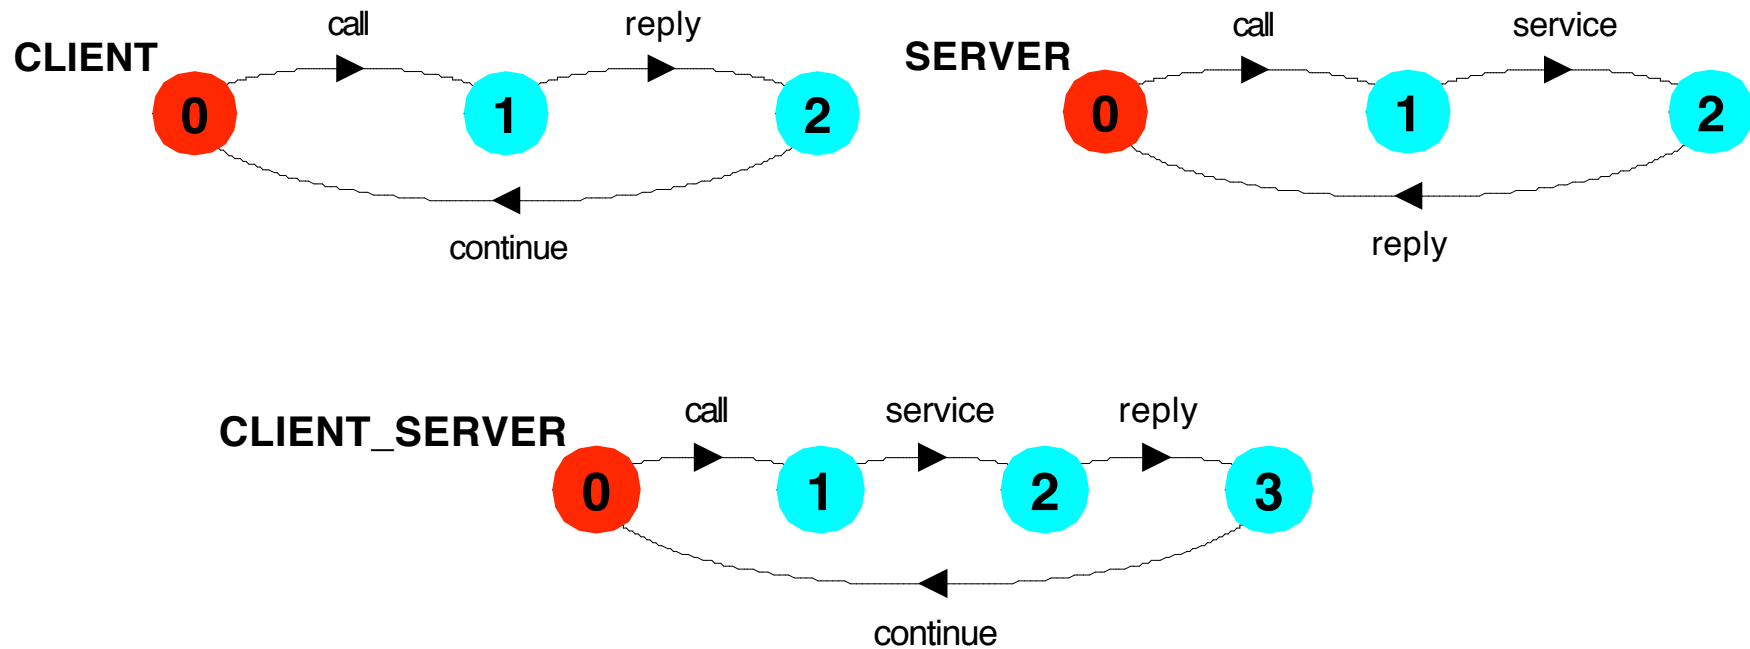 call
reply
CLIENT
0
1
2
continue
call
service
SERVER
0
1
2
reply
call
service
reply
CLIENT_SERVER
0
1
2
3
continue